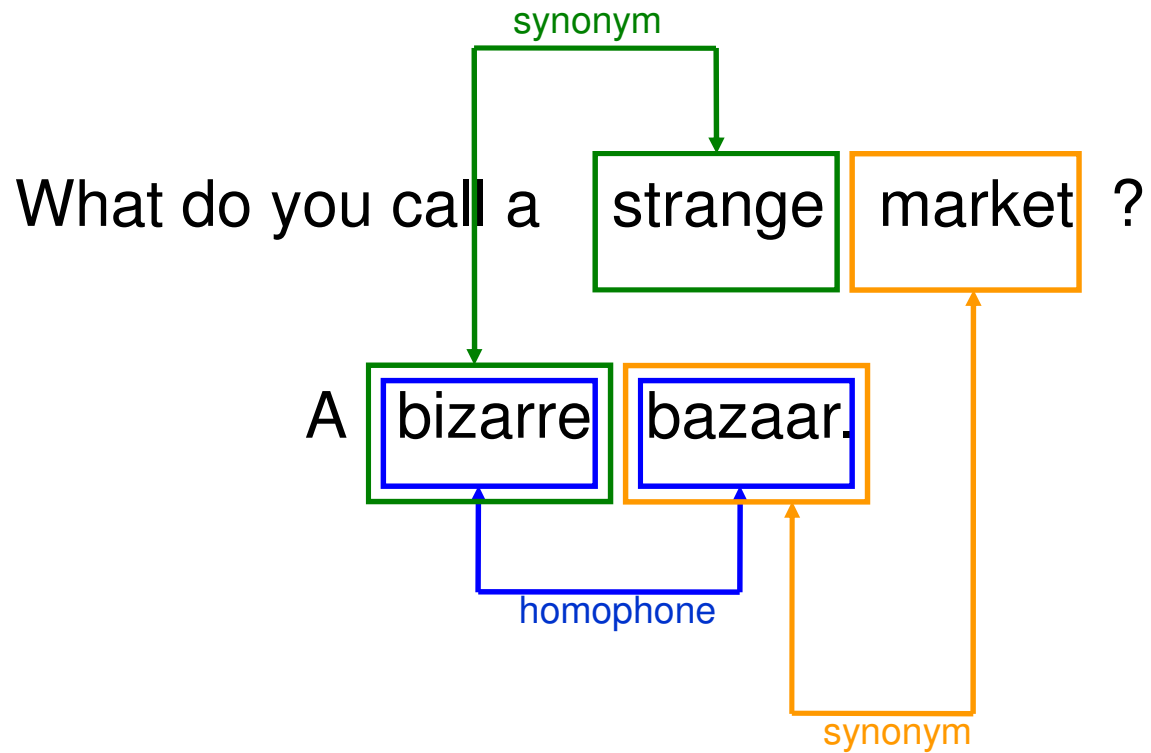 synonym
What do you call a strange market ?
A bizarre bazaar.
homophone
synonym